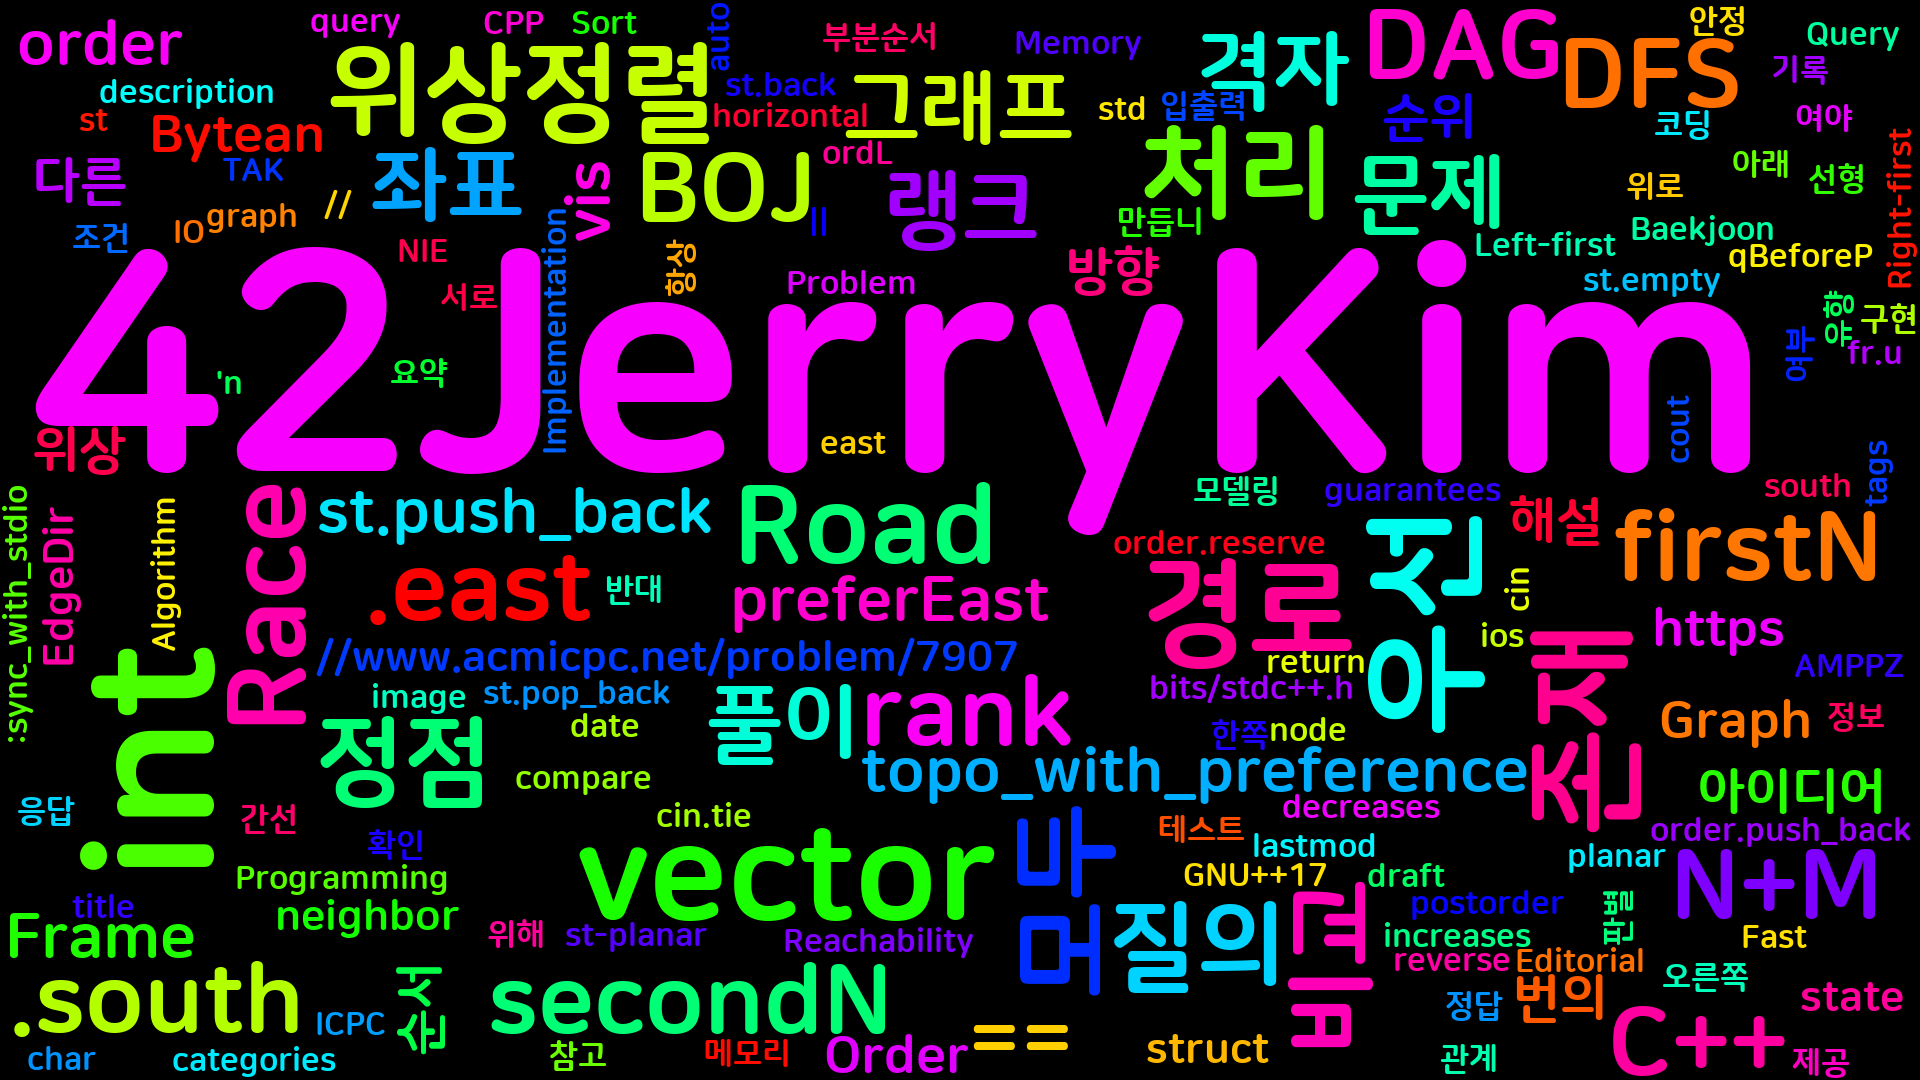 order
query
CPP
Sort
auto
부분순서
Memory
격자
DAG
DFS
안정
Query
description
위상정렬
st.back
그래프
std
입출력
순위
기록
st
Bytean
horizontal
코딩
여야
다른
TAK
좌표
vis
BOJ
ordL
랭크
처리
문제
아래
선형
Right-first
위로
조건
IO
graph
//
||
만듭니
Left-first
Baekjoon
qBeforeP
NIE
Implementation
항상
Problem
방향
st.empty
서로
42JerryKim
향야
구현
'n
요약
여부
fr.u
위상
east
cout
tags
:sync_with_stdio
EdgeDir
Algorithm
Race
st.push_back
Road
모델링
guarantees
south
order.reserve
해설
firstN
.east
반대
preferEast
경로
아진
cin
https
//www.acmicpc.net/problem/7907
return
ios
AMPPZ
int
image
st.pop_back
풀이
rank
bits/stdc++.h
전재
Graph
정보
정점
date
한쪽
node
compare
topo_with_preference
아이디어
응답
간선
cin.tie
decreases
확인
vector
바머
테스트
lastmod
order.push_back
planar
Programming
GNU++17
draft
N+M
title
neighbor
postorder
판별
Frame
위해
st-planar
Reachability
질의
비교
increases
Fast
reverse
Editorial
오른쪽
.south
ICPC
순서
secondN
정답
번의
state
char
categories
참고
메모리
Order
==
struct
관계
C++
제공